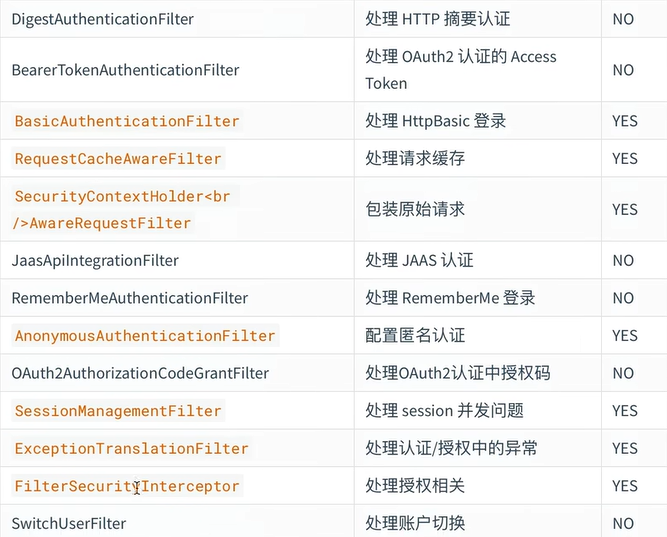 DigestAuthenticationFilter 处理 HTTP 摘要认证 NO
BearerTokenAuthenticationFilter 处理 OAuth2 认证的 Access NO
Token
BasicAuthenticationFilter 处理 HttpBasic 登录 YES
RequestCacheAwareFilter 处理请求缓存 YES
SecurityContextHolder<br 包装原始请求 YES
/>AwareRequestFilter
JaasApiIntegrationFilter 处理 JAAS 认证 NO
RememberMeAuthenticationFilter 处理 RememberMe 登录 NO
AnonymousAuthenticationFilter 配置匿名认证 YES
OAuth2AuthorizationCodeGrantFilter 处理OAuth2认证中授权码 NO
SessionManagementFilter 处理 session 并发问题 YES
ExceptionTranslationFilter 处理认证/授权中的异常 YES
FilterSecurityInterceptor 处理授权相关 YES
SwitchUserFilter 处理账户切换 NO